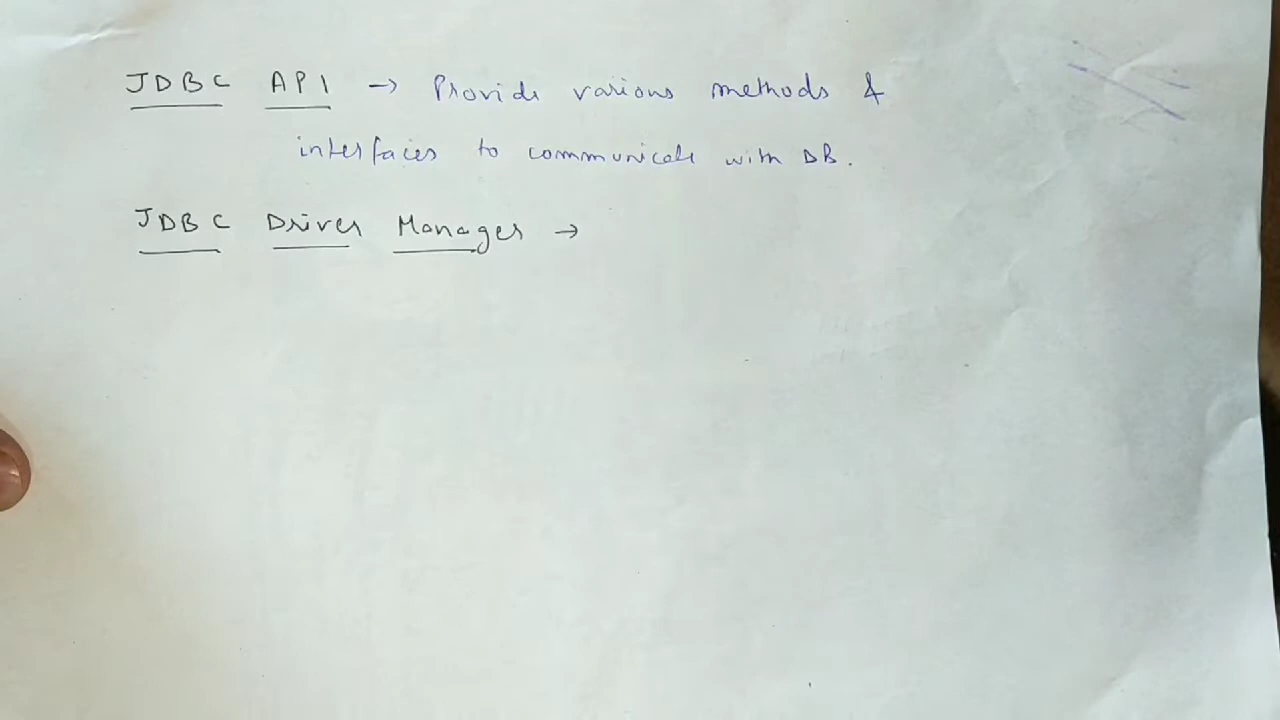 JDBC API → Provide various methods &
interfaces to communicate with DB.
JDBC Driver Manager →